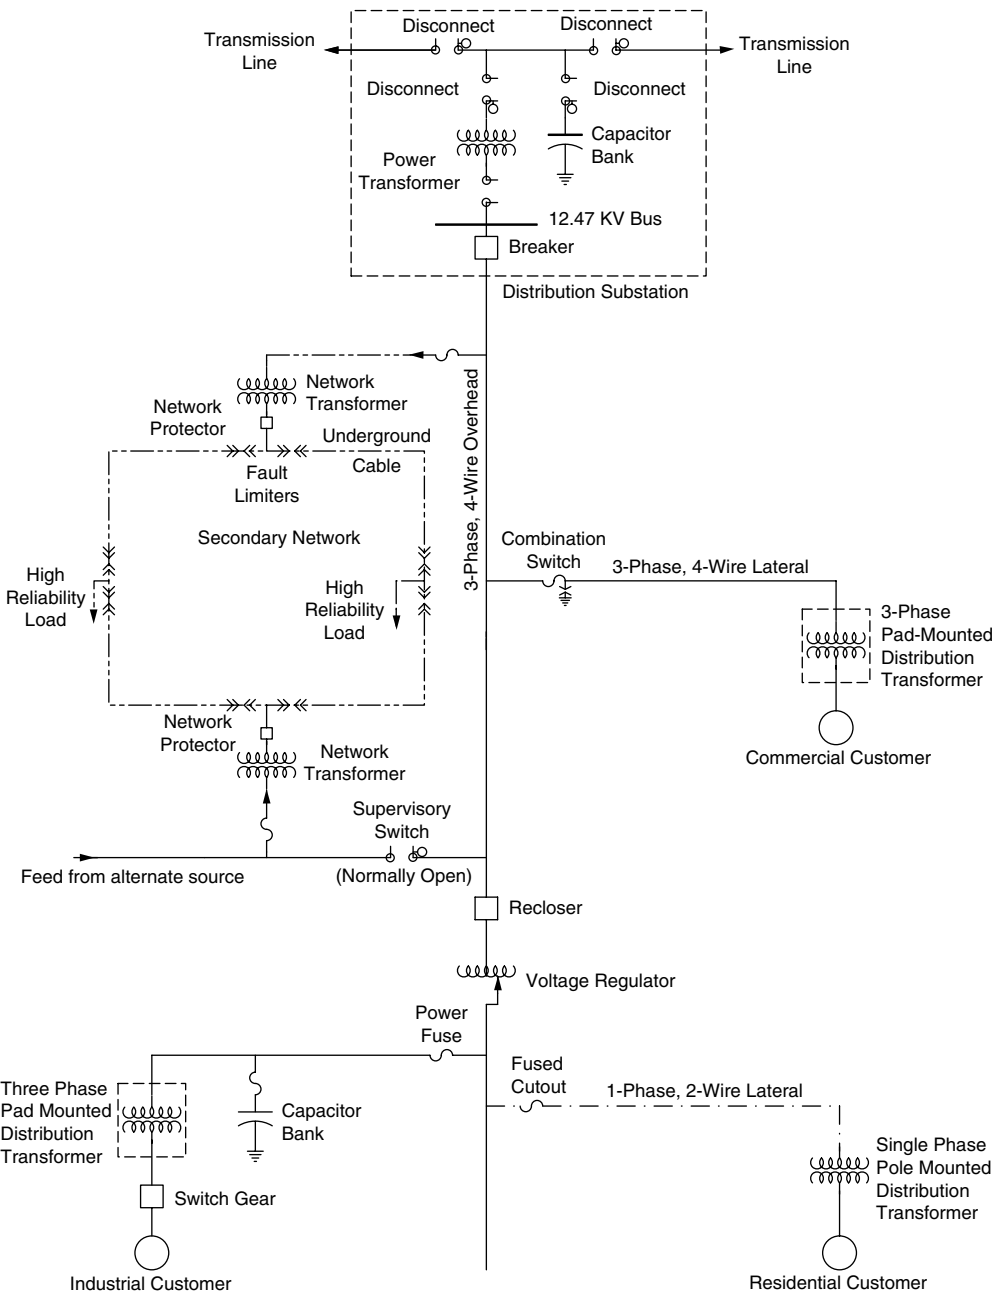 Disconnect
Disconnect
Transmission
Line
Transmission
Line
Disconnect
Disconnect
Capacitor
Bank
Power
Transformer
12.47 KV Bus
Breaker
Distribution Substation
Network
Transformer
Network
Protector
Underground
Cable
Fault
Limiters
3-Phase, 4-Wire Overhead
Secondary Network
Combination
Switch
3-Phase, 4-Wire Lateral
High
Reliability
Load
High
Reliability
Load
3-Phase
Pad-Mounted
Distribution
Transformer
Network
Protector
Network
Transformer
Commercial Customer
Supervisory
Switch
(Normally Open)
Feed from alternate source
Recloser
Voltage Regulator
Power
Fuse
Fused
Cutout
1-Phase, 2-Wire Lateral
Three Phase
Pad Mounted
Distribution
Transformer
Capacitor
Bank
Single Phase
Pole Mounted
Distribution
Transformer
Switch Gear
Industrial Customer
Residential Customer